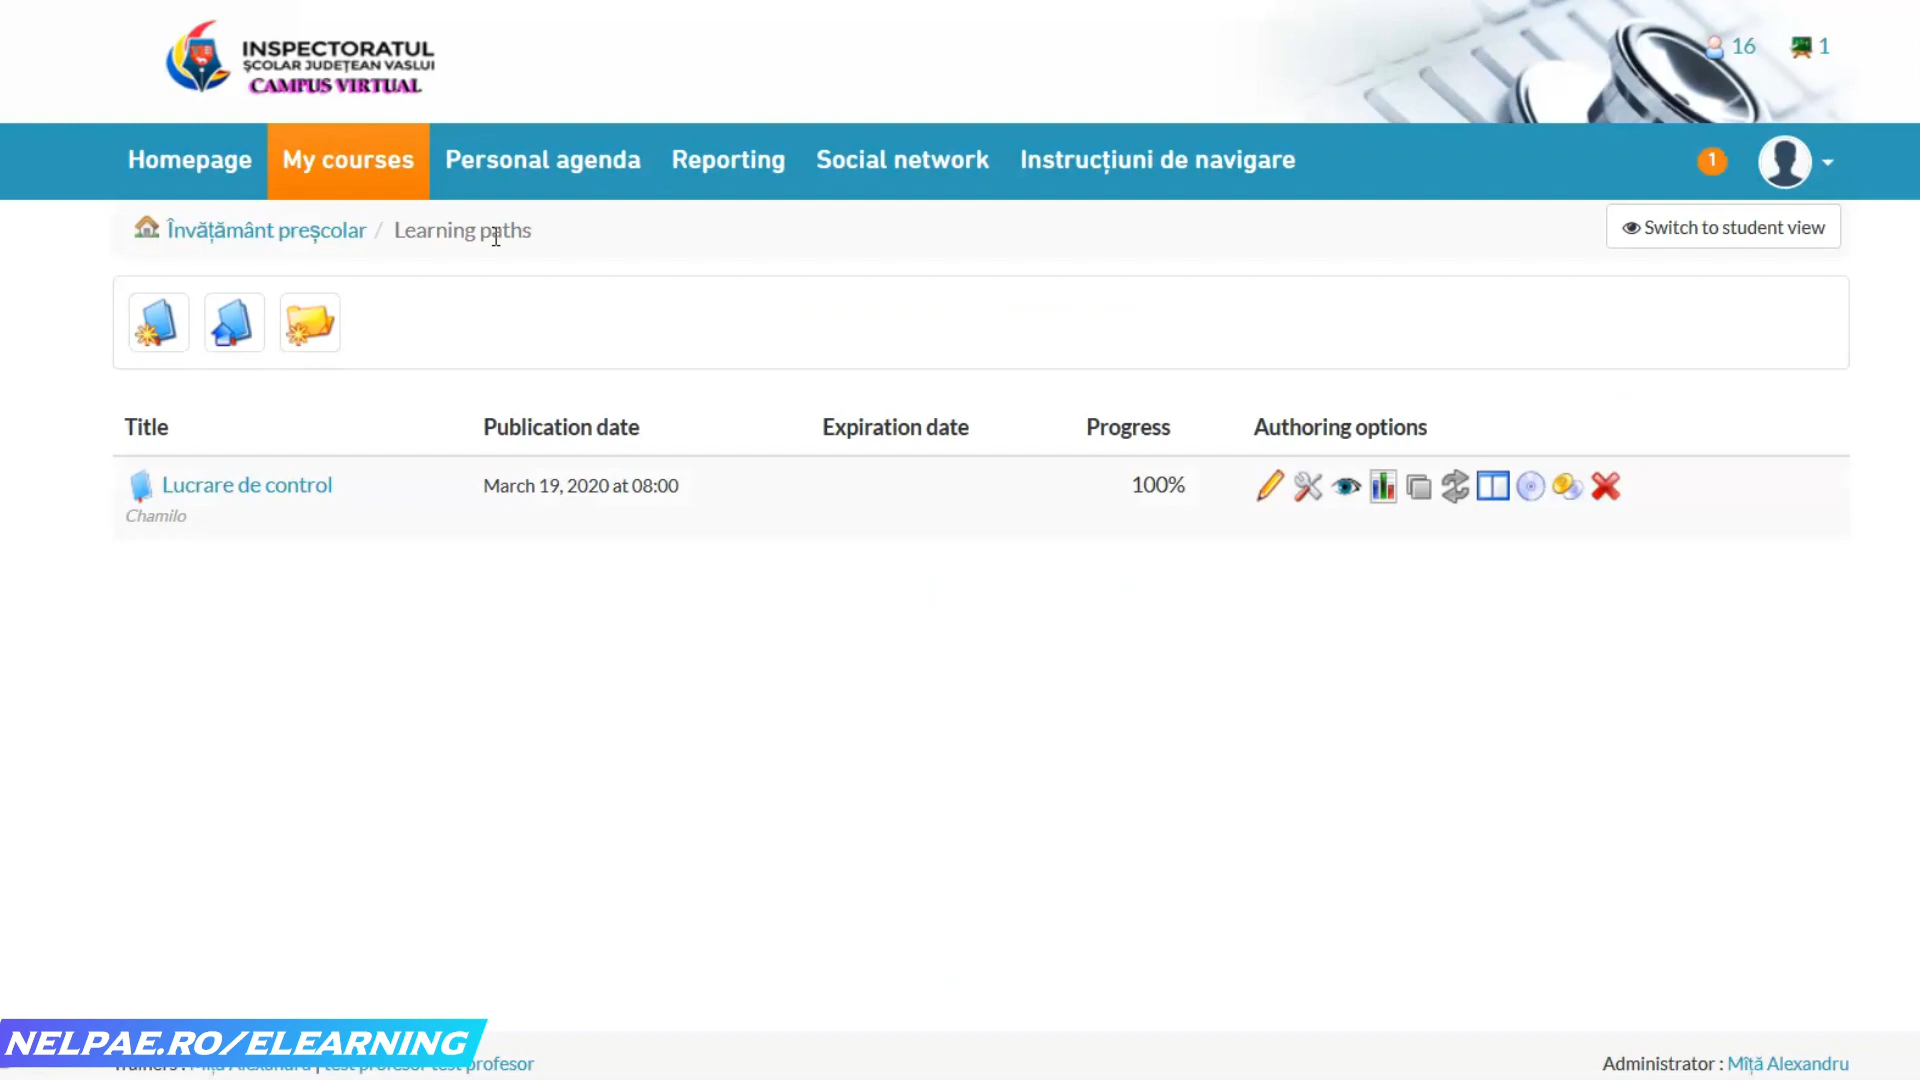 INSPECTORATUL
ȘCOLAR JUDEȚEAN VASLUI
CAMPUS VIRTUAL
16
1
Homepage
My courses
Personal agenda
Reporting
Social network
Instrucțiuni de navigare
1
Învățământ preșcolar / Learning paths
Switch to student view
Title
Publication date
Expiration date
Progress
Authoring options
Lucrare de control
March 19, 2020 at 08:00
100%
Chamilo
NELPAE.RO/ELEARNING
profesor
Administrator : Mîță Alexandru